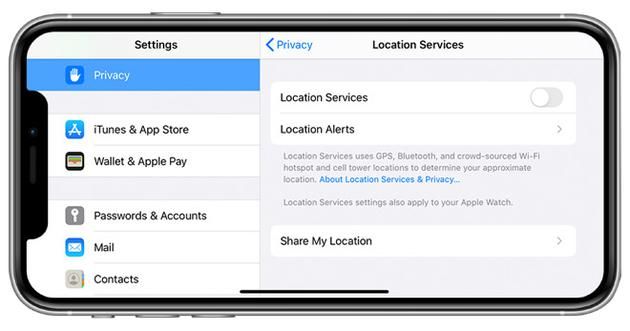 Settings
Privacy
iTunes & App Store
Wallet & Apple Pay
Passwords & Accounts
Mail
Contacts
Privacy
Location Services
Location Services
Location Alerts
Location Services uses GPS, Bluetooth, and crowd-sourced Wi-Fi
hotspot and cell tower locations to determine your approximate
location. About Location Services & Privacy...
Location Services settings also apply to your Apple Watch.
Share My Location